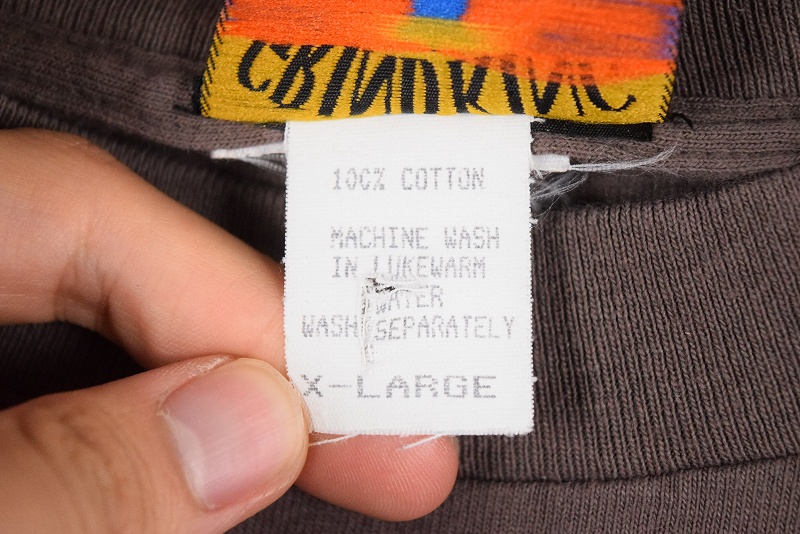 100% COTTON
MACHINE WASH
IN LUKEWARM
WATER
WASH SEPARATELY
X-LARGE